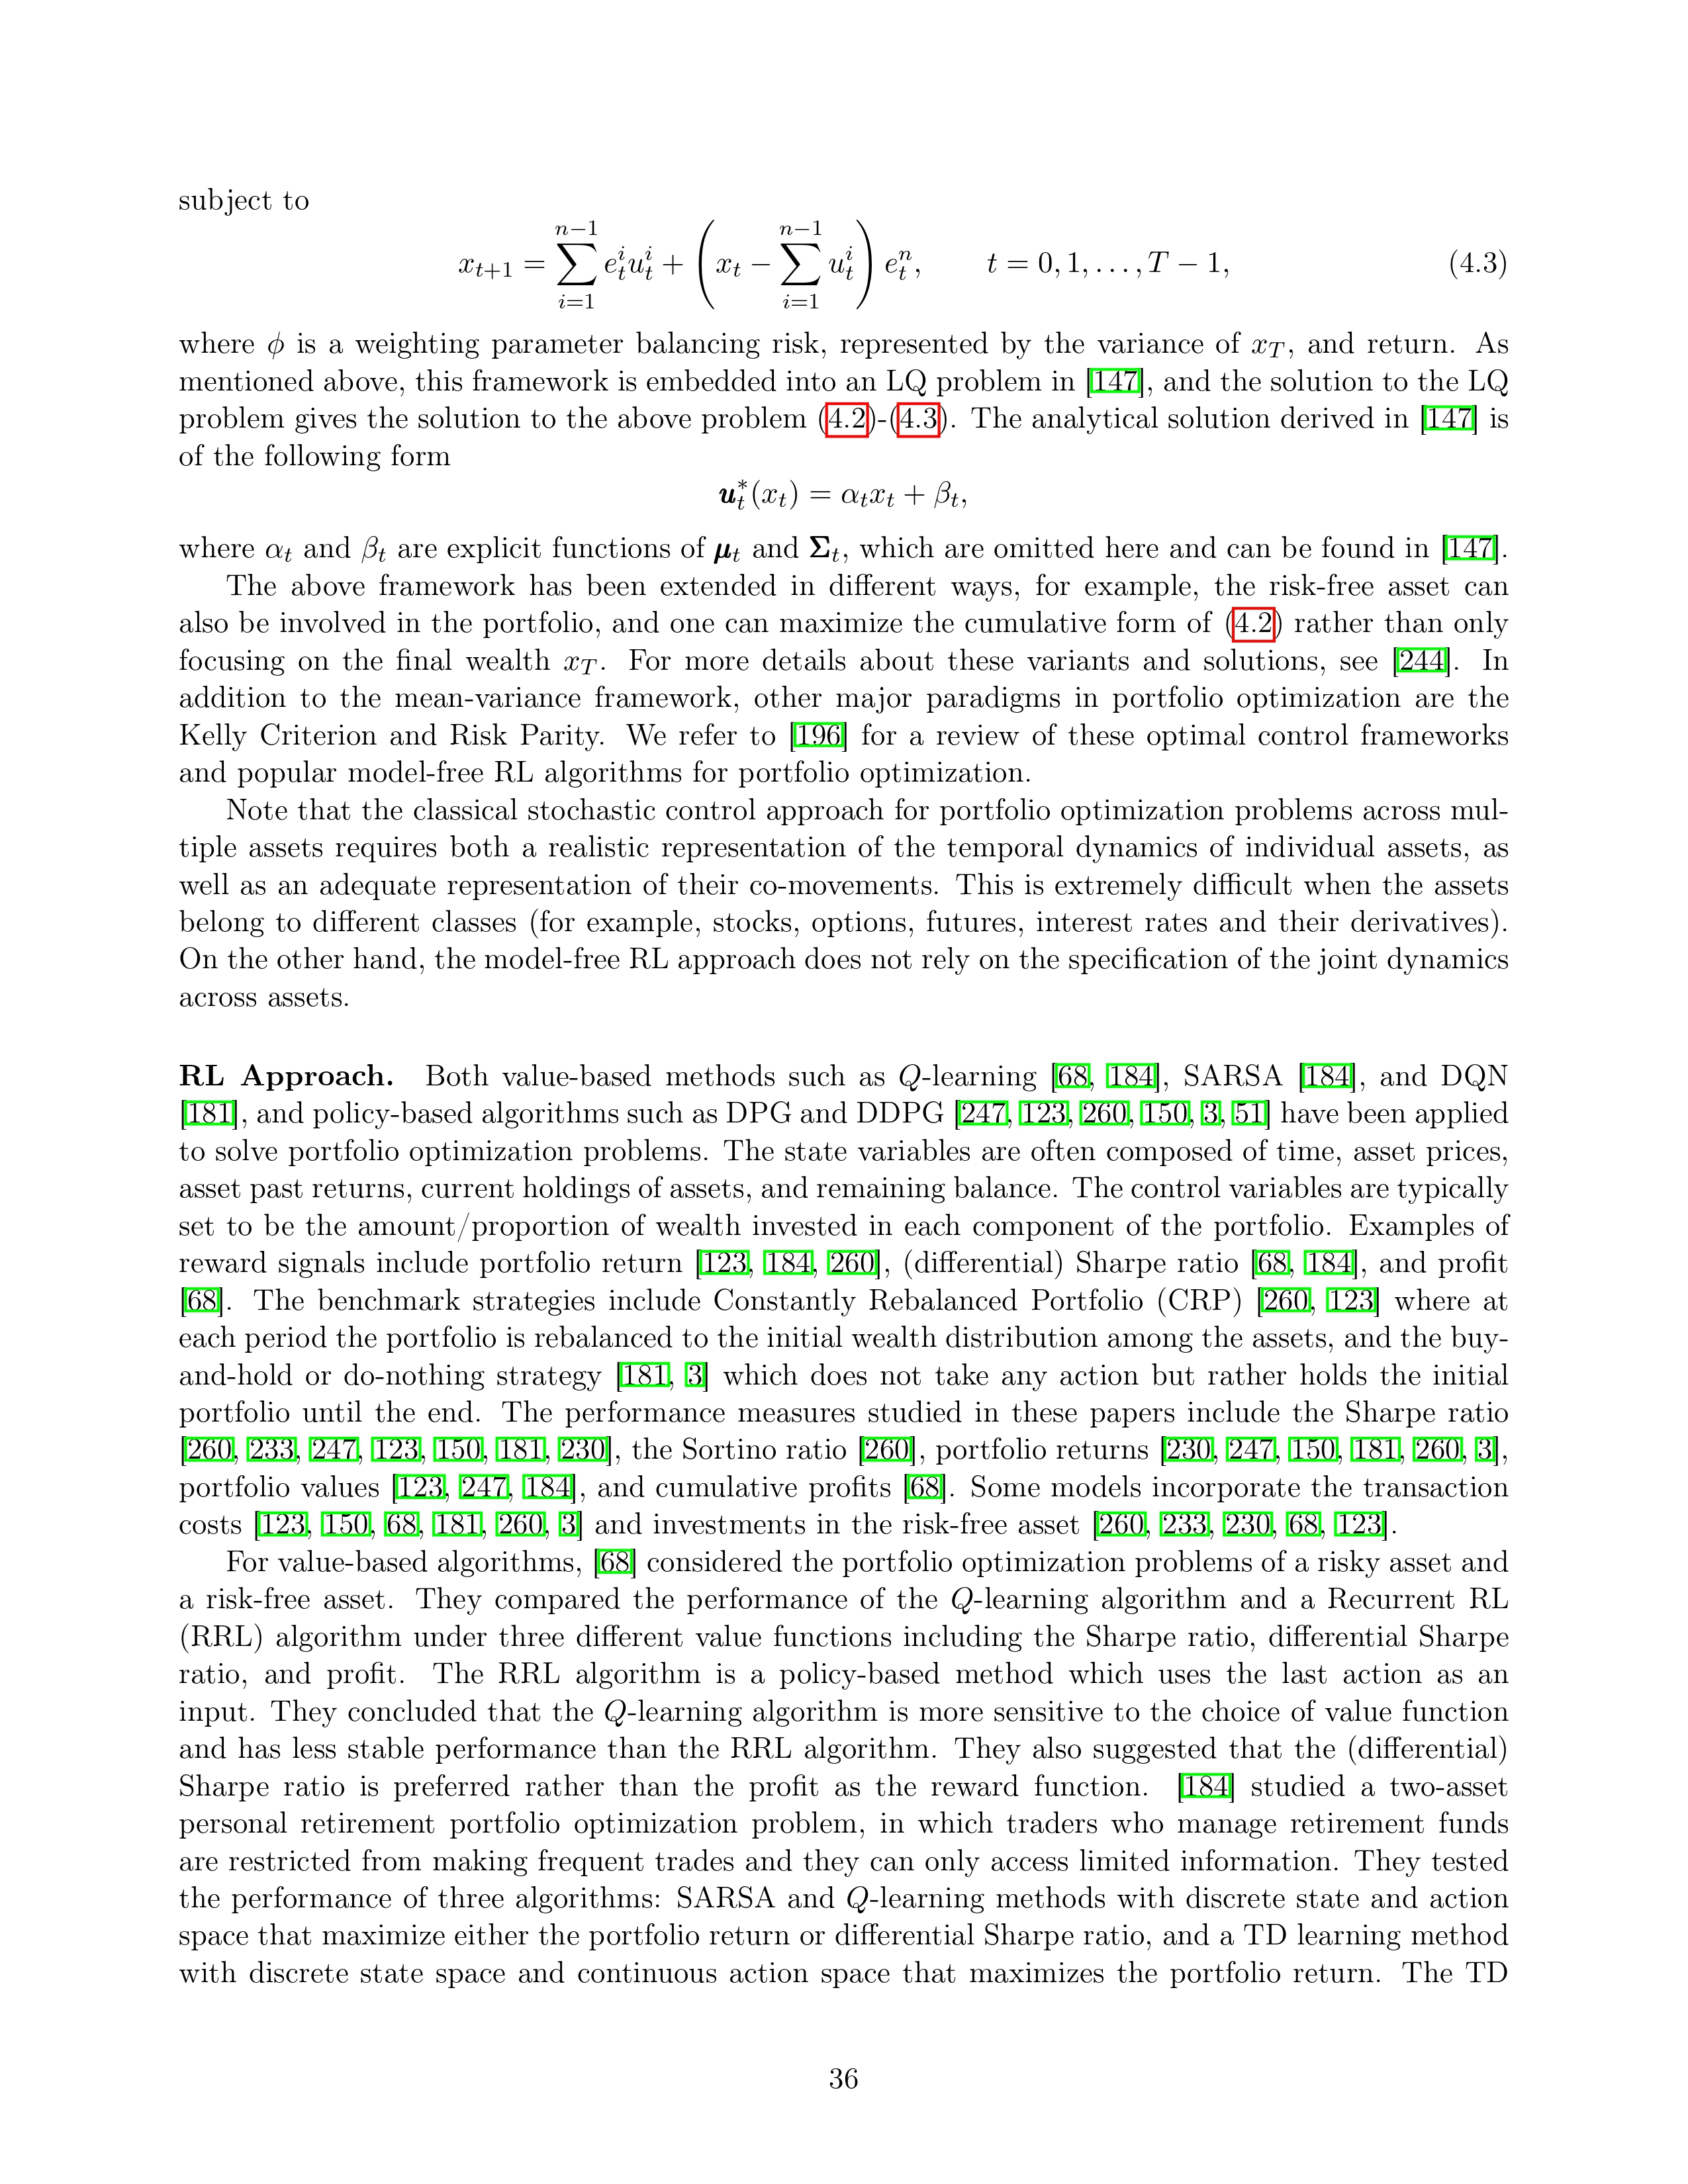 subject to
x_{t+1} = \sum_{i=1}^{n-1} e_t^i u_t^i + \left( x_t - \sum_{i=1}^{n-1} u_t^i \right) e_t^n, t = 0, 1, . . . , T − 1, (4.3)
where ϕ is a weighting parameter balancing risk, represented by the variance of x_T, and return. As
mentioned above, this framework is embedded into an LQ problem in [147], and the solution to the LQ
problem gives the solution to the above problem (4.2)-(4.3). The analytical solution derived in [147] is
of the following form
u_t^*(x_t) = α_t x_t + β_t,
where α_t and β_t are explicit functions of μ_t and Σ_t, which are omitted here and can be found in [147].
The above framework has been extended in different ways, for example, the risk-free asset can
also be involved in the portfolio, and one can maximize the cumulative form of (4.2) rather than only
focusing on the final wealth x_T. For more details about these variants and solutions, see [244]. In
addition to the mean-variance framework, other major paradigms in portfolio optimization are the
Kelly Criterion and Risk Parity. We refer to [196] for a review of these optimal control frameworks
and popular model-free RL algorithms for portfolio optimization.
Note that the classical stochastic control approach for portfolio optimization problems across mul-
tiple assets requires both a realistic representation of the temporal dynamics of individual assets, as
well as an adequate representation of their co-movements. This is extremely difficult when the assets
belong to different classes (for example, stocks, options, futures, interest rates and their derivatives).
On the other hand, the model-free RL approach does not rely on the specification of the joint dynamics
across assets.
RL Approach. Both value-based methods such as Q-learning [68, 184], SARSA [184], and DQN
[181], and policy-based algorithms such as DPG and DDPG [247, 123, 260, 150, 3, 51] have been applied
to solve portfolio optimization problems. The state variables are often composed of time, asset prices,
asset past returns, current holdings of assets, and remaining balance. The control variables are typically
set to be the amount/proportion of wealth invested in each component of the portfolio. Examples of
reward signals include portfolio return [123, 184, 260], (differential) Sharpe ratio [68, 184], and profit
[68]. The benchmark strategies include Constantly Rebalanced Portfolio (CRP) [260, 123] where at
each period the portfolio is rebalanced to the initial wealth distribution among the assets, and the buy-
and-hold or do-nothing strategy [181, 3] which does not take any action but rather holds the initial
portfolio until the end. The performance measures studied in these papers include the Sharpe ratio
[260, 233, 247, 123, 150, 181, 230], the Sortino ratio [260], portfolio returns [230, 247, 150, 181, 260, 3],
portfolio values [123, 247, 184], and cumulative profits [68]. Some models incorporate the transaction
costs [123, 150, 68, 181, 260, 3] and investments in the risk-free asset [260, 233, 230, 68, 123].
For value-based algorithms, [68] considered the portfolio optimization problems of a risky asset and
a risk-free asset. They compared the performance of the Q-learning algorithm and a Recurrent RL
(RRL) algorithm under three different value functions including the Sharpe ratio, differential Sharpe
ratio, and profit. The RRL algorithm is a policy-based method which uses the last action as an
input. They concluded that the Q-learning algorithm is more sensitive to the choice of value function
and has less stable performance than the RRL algorithm. They also suggested that the (differential)
Sharpe ratio is preferred rather than the profit as the reward function. [184] studied a two-asset
personal retirement portfolio optimization problem, in which traders who manage retirement funds
are restricted from making frequent trades and they can only access limited information. They tested
the performance of three algorithms: SARSA and Q-learning methods with discrete state and action
space that maximize either the portfolio return or differential Sharpe ratio, and a TD learning method
with discrete state space and continuous action space that maximizes the portfolio return. The TD
36